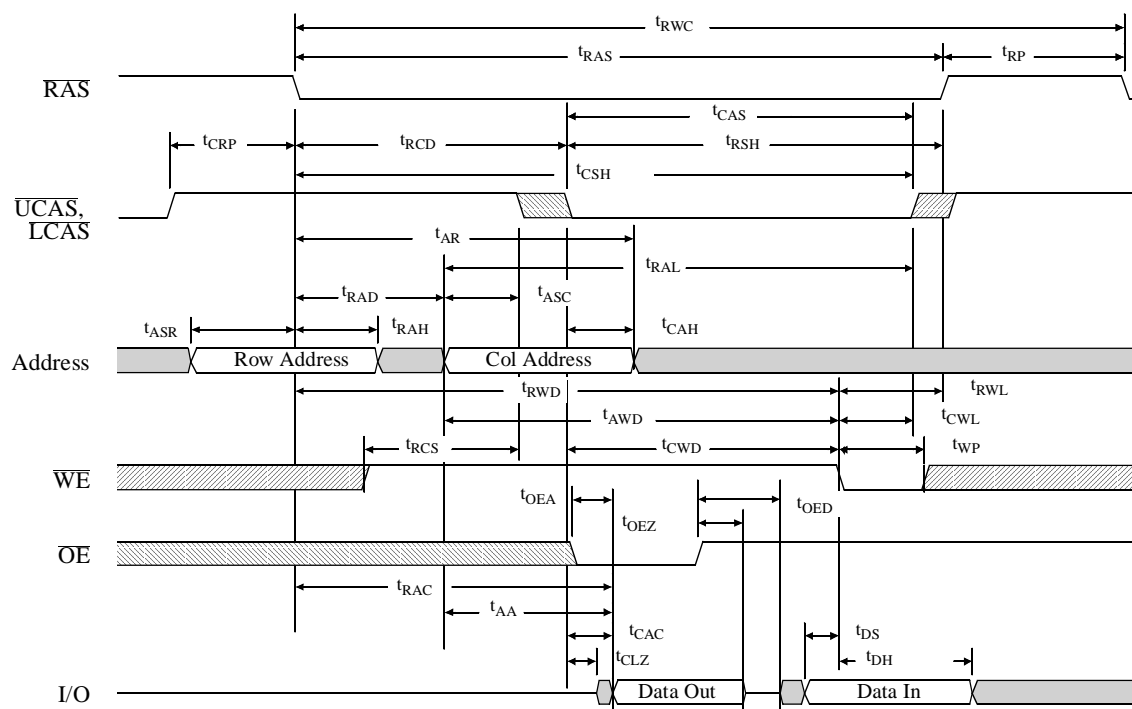 tRWC
tRAS
tRP
RAS
tCAS
tCRP
tRCD
tRSH
tCSH
UCAS,
LCAS
tAR
tRAL
tRAD
tASC
tASR
tRAH
tCAH
Address
Row Address
Col Address
tRWD
tRWL
tAWD
tCWL
tRCS
tCWD
tWP
WE
tOEA
tOED
tOEZ
OE
tRAC
tAA
tCAC
tDS
tCLZ
tDH
I/O
Data Out
Data In